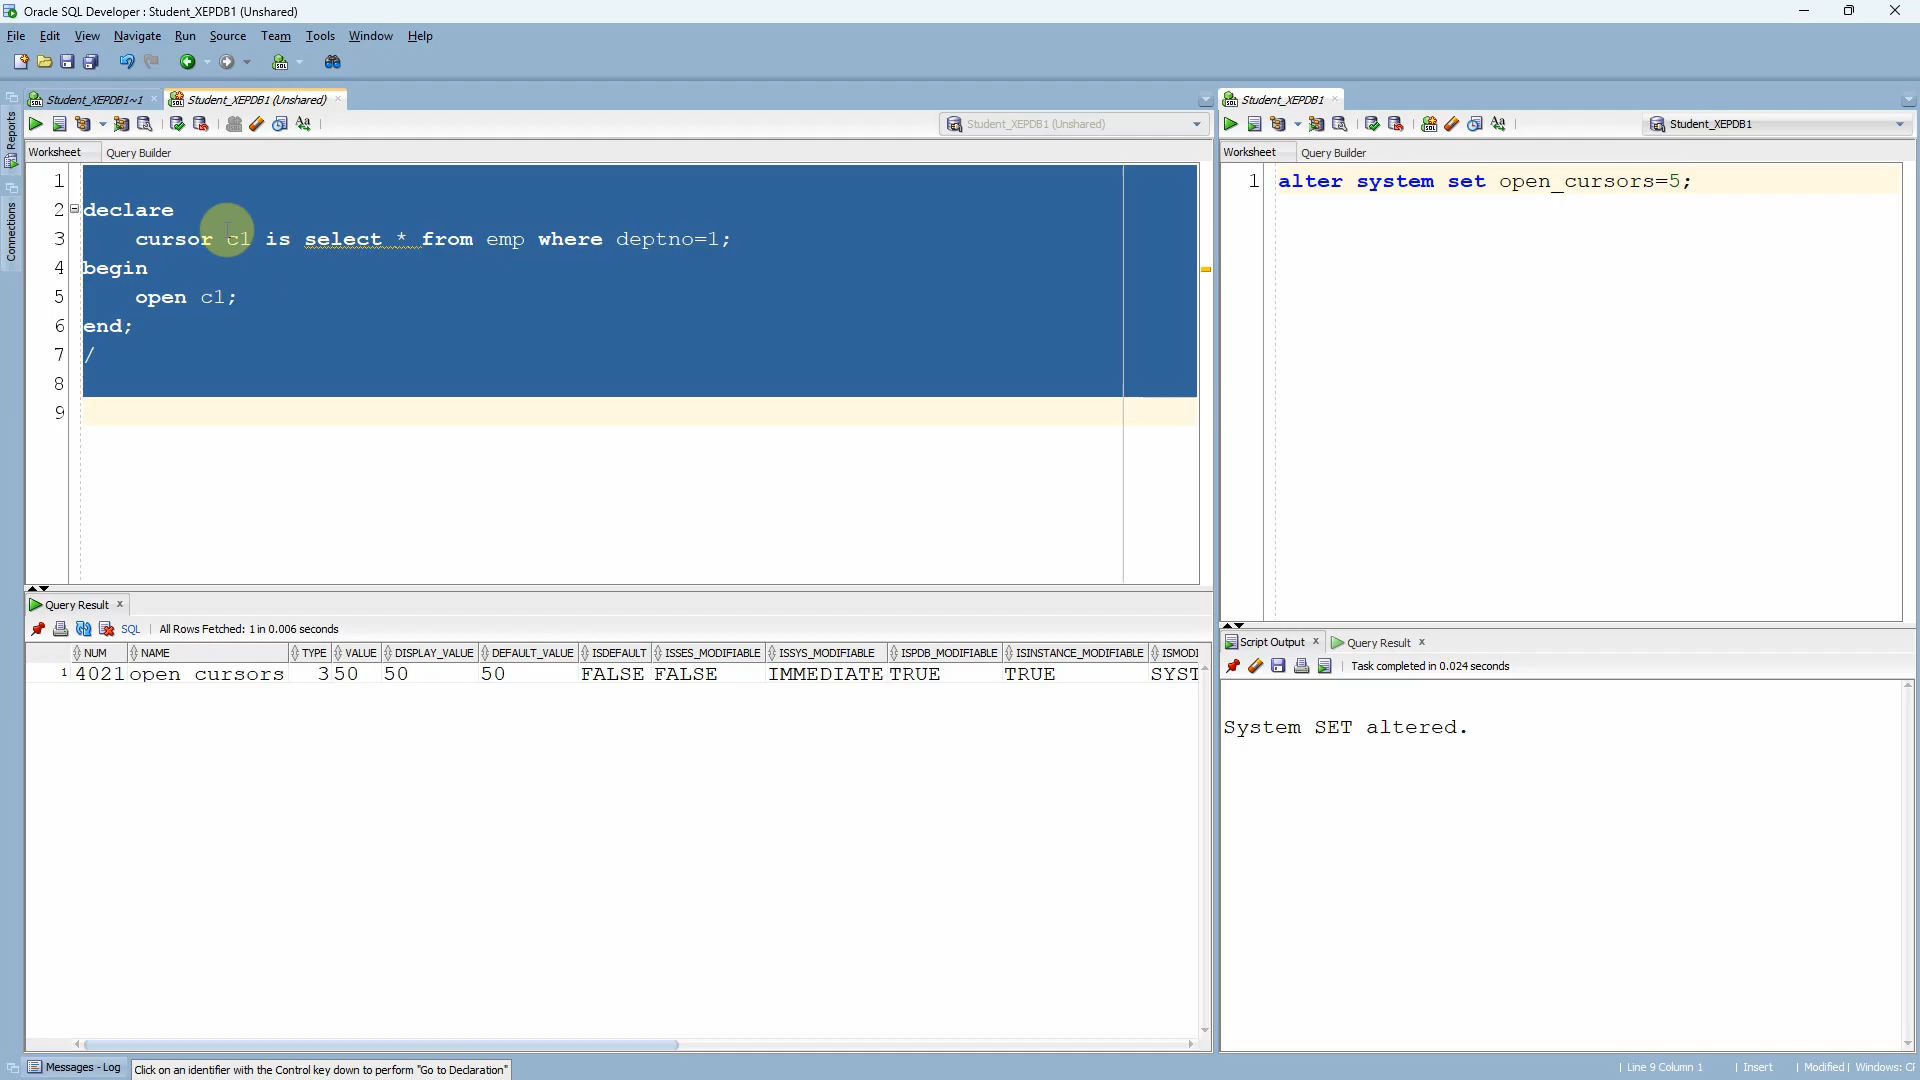 Oracle SQL Developer : Student_XEPDB1 (Unshared)
File Edit View Navigate Run Source Team Tools Window Help
Reports
Connections
Student_XEPDB1~1
Student_XEPDB1 (Unshared)
Student_XEPDB1 (Unshared)
Worksheet Query Builder
1
2 declare
3 cursor c1 is select * from emp where deptno=1;
4 begin
5 open c1;
6 end;
7 /
8
9
Query Result
SQL All Rows Fetched: 1 in 0.006 seconds
NUM NAME TYPE VALUE DISPLAY_VALUE DEFAULT_VALUE ISDEFAULT ISSES_MODIFIABLE ISSYS_MODIFIABLE ISPDB_MODIFIABLE ISINSTANCE_MODIFIABLE ISMODI
1 4021 open_cursors 3 50 50 50 FALSE FALSE IMMEDIATE TRUE TRUE SYST
Student_XEPDB1
Student_XEPDB1
Worksheet Query Builder
1 alter system set open_cursors=5;
Script Output Query Result
Task completed in 0.024 seconds
System SET altered.
Messages - Log Click on an identifier with the Control key down to perform "Go to Declaration"
Line 9 Column 1 Insert Modified Windows: CF